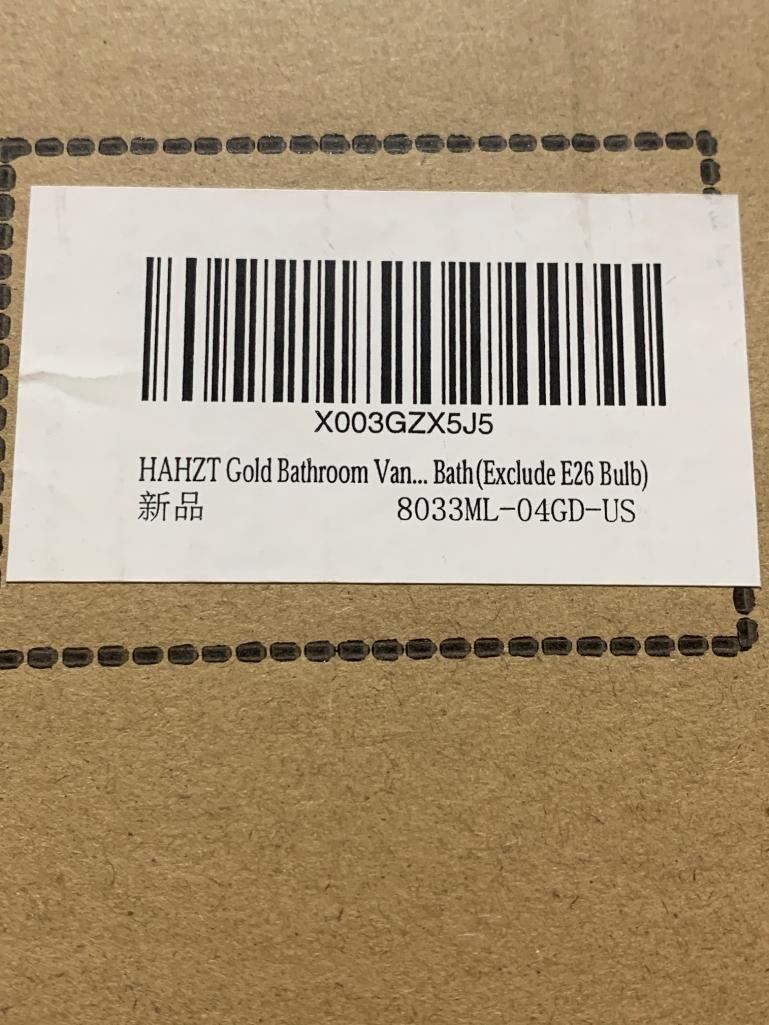 X003GZX5J5
HAHZT Gold Bathroom Van... Bath(Exclude E26 Bulb)
新品 8033ML-04GD-US